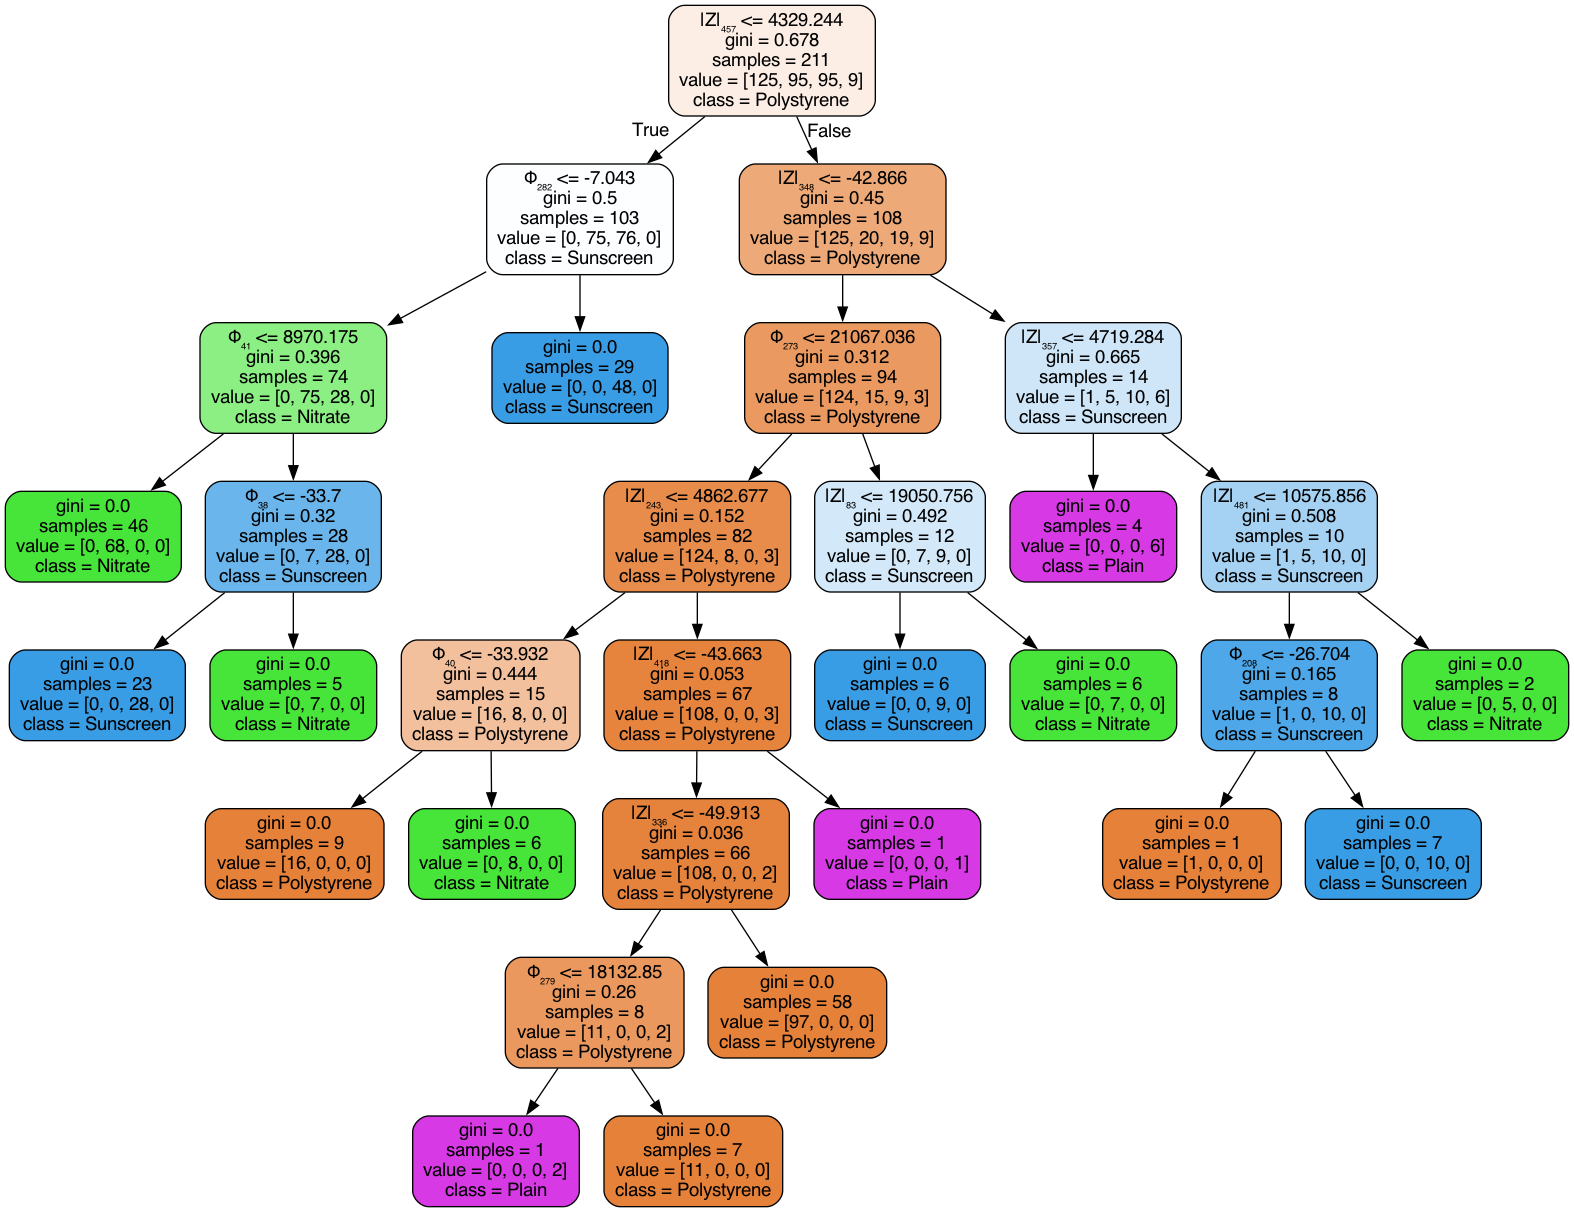 |Z|457 <= 4329.244
gini = 0.678
samples = 211
value = [125, 95, 95, 9]
class = Polystyrene
True
False
Φ282 <= -7.043
gini = 0.5
samples = 103
value = [0, 75, 76, 0]
class = Sunscreen
|Z|348 <= -42.866
gini = 0.45
samples = 108
value = [125, 20, 19, 9]
class = Polystyrene
Φ41 <= 8970.175
gini = 0.396
samples = 74
value = [0, 75, 28, 0]
class = Nitrate
gini = 0.0
samples = 29
value = [0, 0, 48, 0]
class = Sunscreen
Φ273 <= 21067.036
gini = 0.312
samples = 94
value = [124, 15, 9, 3]
class = Polystyrene
|Z|357 <= 4719.284
gini = 0.665
samples = 14
value = [1, 5, 10, 6]
class = Sunscreen
gini = 0.0
samples = 46
value = [0, 68, 0, 0]
class = Nitrate
Φ38 <= -33.7
gini = 0.32
samples = 28
value = [0, 7, 28, 0]
class = Sunscreen
|Z|243 <= 4862.677
gini = 0.152
samples = 82
value = [124, 8, 0, 3]
class = Polystyrene
|Z|83 <= 19050.756
gini = 0.492
samples = 12
value = [0, 7, 9, 0]
class = Sunscreen
gini = 0.0
samples = 4
value = [0, 0, 0, 6]
class = Plain
|Z|481 <= 10575.856
gini = 0.508
samples = 10
value = [1, 5, 10, 0]
class = Sunscreen
gini = 0.0
samples = 23
value = [0, 0, 28, 0]
class = Sunscreen
gini = 0.0
samples = 5
value = [0, 7, 0, 0]
class = Nitrate
Φ40 <= -33.932
gini = 0.444
samples = 15
value = [16, 8, 0, 0]
class = Polystyrene
|Z|418 <= -43.663
gini = 0.053
samples = 67
value = [108, 0, 0, 3]
class = Polystyrene
gini = 0.0
samples = 6
value = [0, 0, 9, 0]
class = Sunscreen
gini = 0.0
samples = 6
value = [0, 7, 0, 0]
class = Nitrate
Φ208 <= -26.704
gini = 0.165
samples = 8
value = [1, 0, 10, 0]
class = Sunscreen
gini = 0.0
samples = 2
value = [0, 5, 0, 0]
class = Nitrate
gini = 0.0
samples = 9
value = [16, 0, 0, 0]
class = Polystyrene
gini = 0.0
samples = 6
value = [0, 8, 0, 0]
class = Nitrate
|Z|336 <= -49.913
gini = 0.036
samples = 66
value = [108, 0, 0, 2]
class = Polystyrene
gini = 0.0
samples = 1
value = [0, 0, 0, 1]
class = Plain
gini = 0.0
samples = 1
value = [1, 0, 0, 0]
class = Polystyrene
gini = 0.0
samples = 7
value = [0, 0, 10, 0]
class = Sunscreen
Φ279 <= 18132.85
gini = 0.26
samples = 8
value = [11, 0, 0, 2]
class = Polystyrene
gini = 0.0
samples = 58
value = [97, 0, 0, 0]
class = Polystyrene
gini = 0.0
samples = 1
value = [0, 0, 0, 2]
class = Plain
gini = 0.0
samples = 7
value = [11, 0, 0, 0]
class = Polystyrene